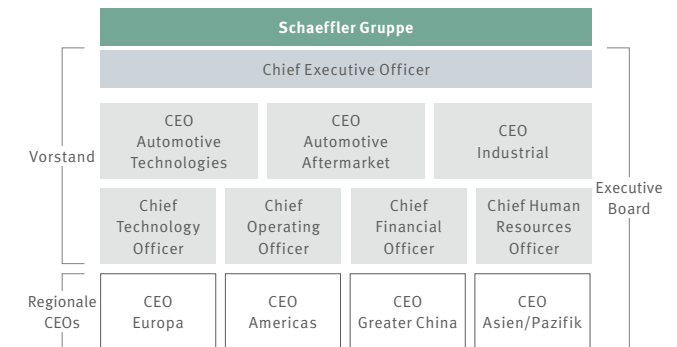 Schaeffler Gruppe
Chief Executive Officer
Vorstand
CEO
Automotive
Technologies
CEO
Automotive
Aftermarket
CEO
Industrial
Executive
Board
Chief
Technology
Officer
Chief
Operating
Officer
Chief
Financial
Officer
Chief Human
Resources
Officer
Regionale
CEOs
CEO
Europa
CEO
Americas
CEO
Greater China
CEO
Asien/Pazifik